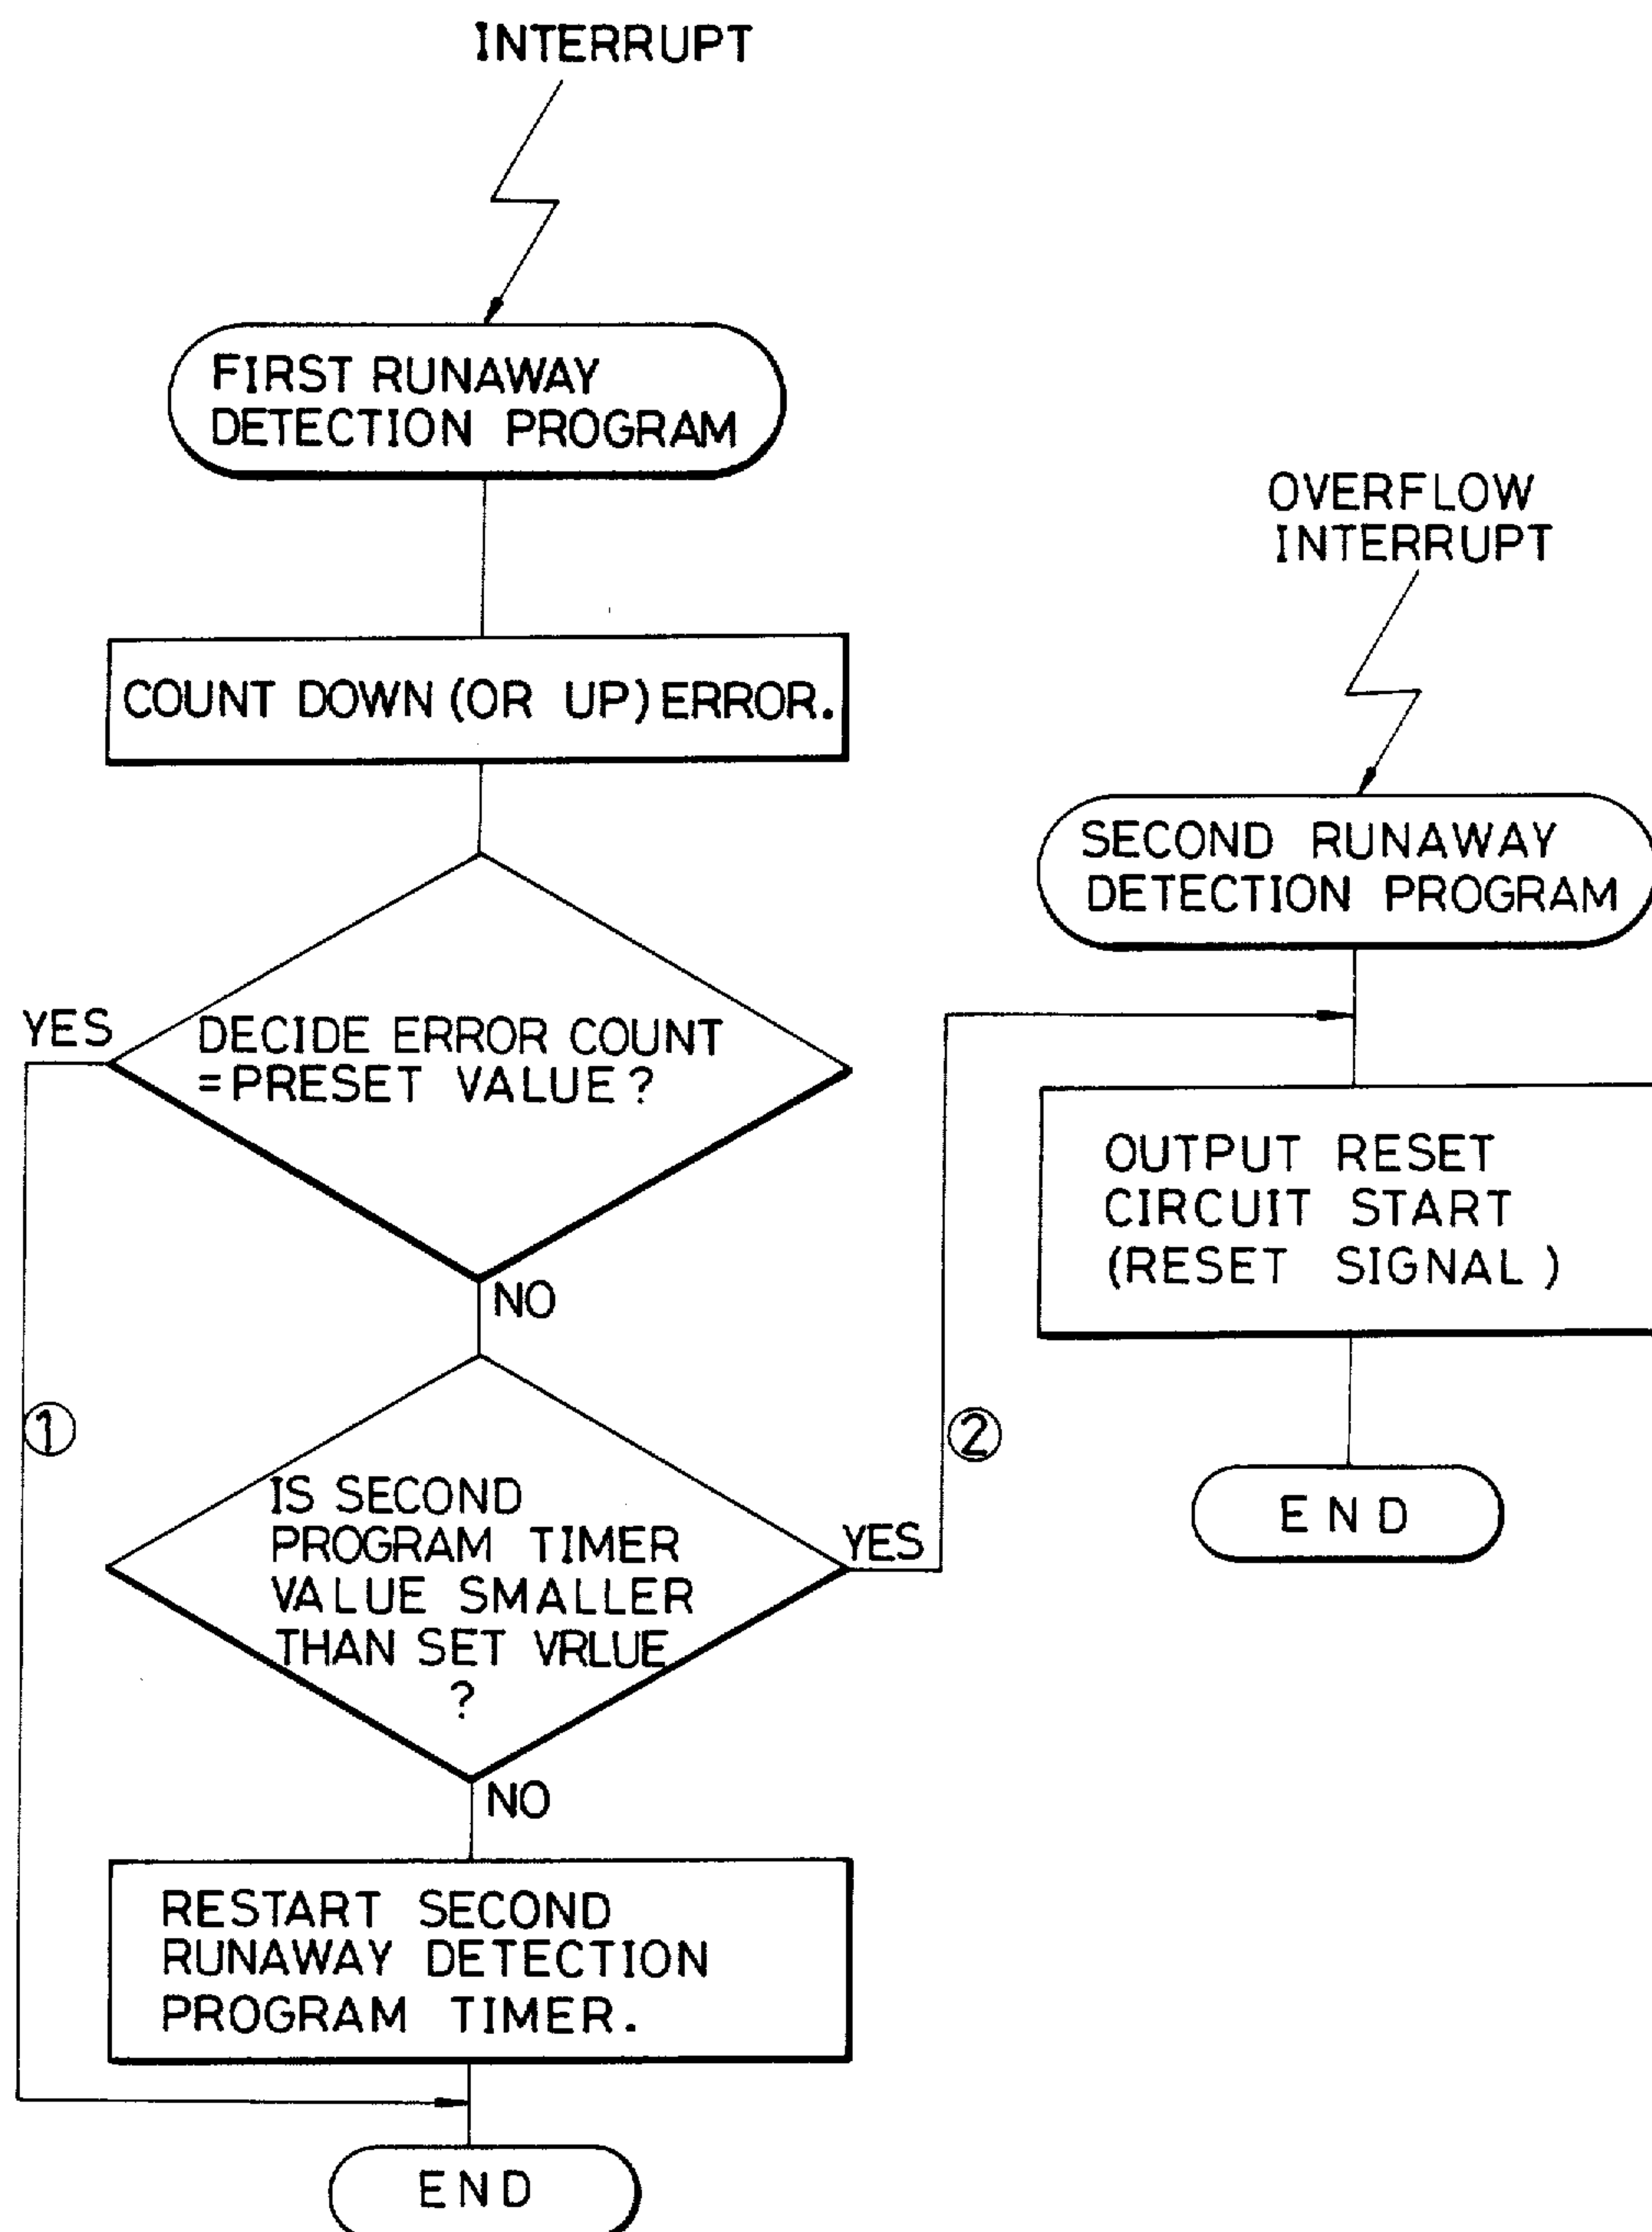 INTERRUPT
FIRST RUNAWAY
DETECTION PROGRAM
COUNT DOWN (OR UP) ERROR.
DECIDE ERROR COUNT
=PRESET VALUE?
YES
NO
①
IS SECOND
PROGRAM TIMER
VALUE SMALLER
THAN SET VRLUE
?
YES
NO
②
RESTART SECOND
RUNAWAY DETECTION
PROGRAM TIMER.
END
OVERFLOW
INTERRUPT
SECOND RUNAWAY
DETECTION PROGRAM
OUTPUT RESET
CIRCUIT START
(RESET SIGNAL)
END